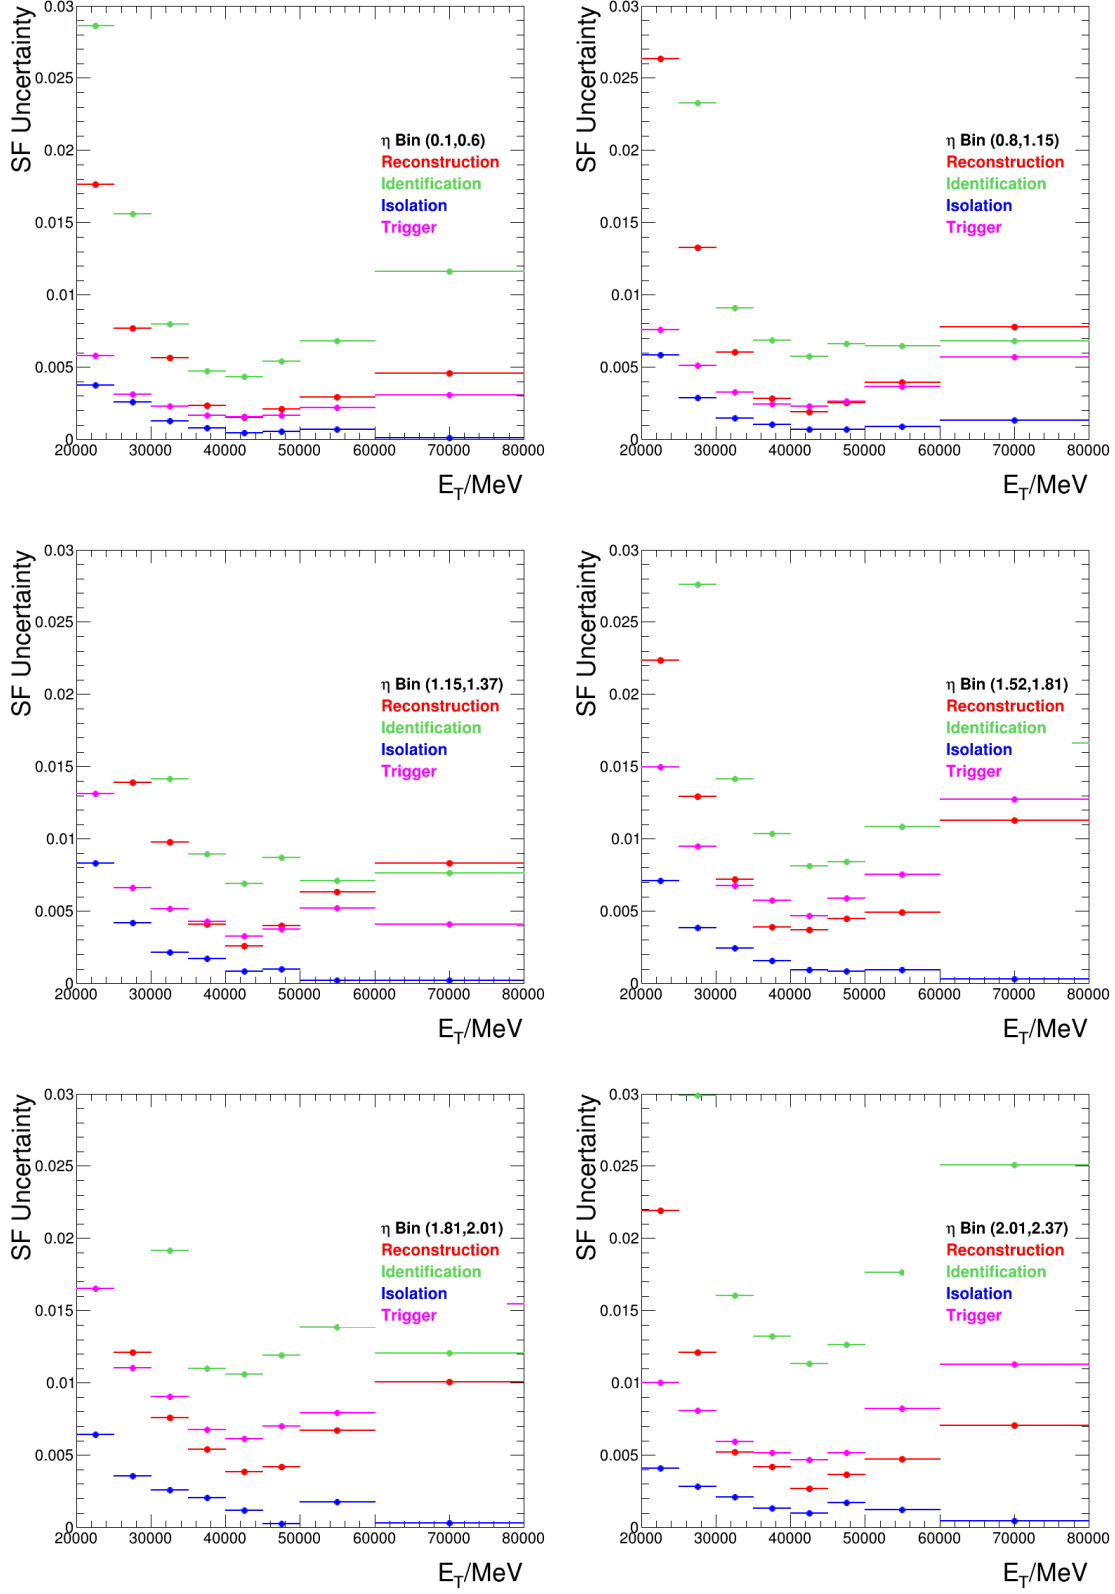 SF Uncertainty
0.03
0.025
0.02
0.015
0.01
0.005
0
η Bin (0.1,0.6)
Reconstruction
Identification
Isolation
Trigger
20000 30000 40000 50000 60000 70000 80000
E_T/MeV
SF Uncertainty
0.03
0.025
0.02
0.015
0.01
0.005
0
η Bin (0.8,1.15)
Reconstruction
Identification
Isolation
Trigger
20000 30000 40000 50000 60000 70000 80000
E_T/MeV
SF Uncertainty
0.03
0.025
0.02
0.015
0.01
0.005
0
η Bin (1.15,1.37)
Reconstruction
Identification
Isolation
Trigger
20000 30000 40000 50000 60000 70000 80000
E_T/MeV
SF Uncertainty
0.03
0.025
0.02
0.015
0.01
0.005
0
η Bin (1.52,1.81)
Reconstruction
Identification
Isolation
Trigger
20000 30000 40000 50000 60000 70000 80000
E_T/MeV
SF Uncertainty
0.03
0.025
0.02
0.015
0.01
0.005
0
η Bin (1.81,2.01)
Reconstruction
Identification
Isolation
Trigger
20000 30000 40000 50000 60000 70000 80000
E_T/MeV
SF Uncertainty
0.03
0.025
0.02
0.015
0.01
0.005
0
η Bin (2.01,2.37)
Reconstruction
Identification
Isolation
Trigger
20000 30000 40000 50000 60000 70000 80000
E_T/MeV